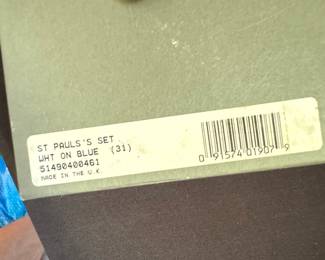 ST PAULS'S SET
WHT ON BLUE (31)
51490400461
MADE IN THE U.K.
0 91574 01907 9